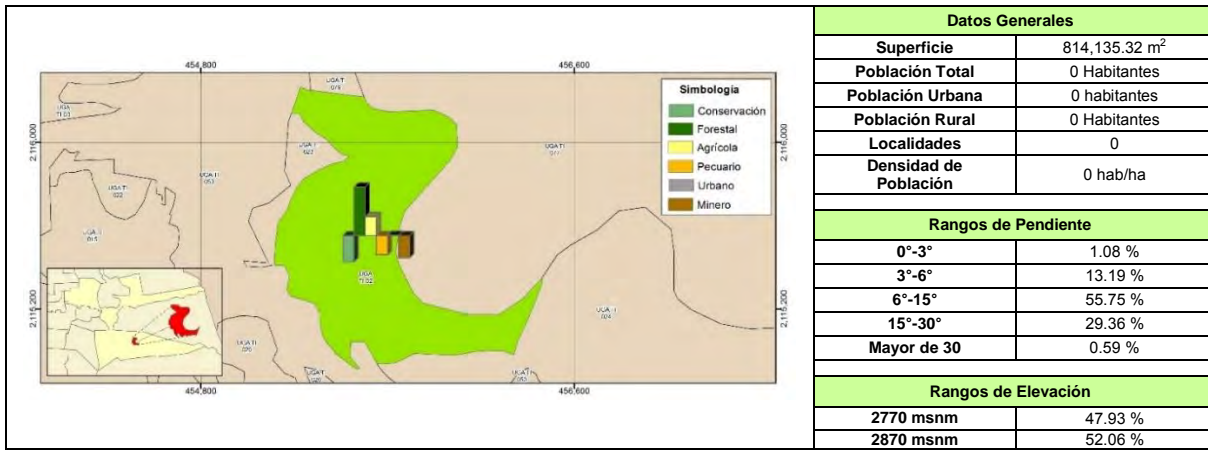 454,800
456,600
2,116,000
2,116,000
2,115,200
2,115,200
454,800
456,600
Simbología
Conservación
Forestal
Agrícola
Pecuario
Urbano
Minero
UGA
TI 02
Datos Generales
Superficie 814,135.32 m²
Población Total 0 Habitantes
Población Urbana 0 habitantes
Población Rural 0 Habitantes
Localidades 0
Densidad de
Población 0 hab/ha
Rangos de Pendiente
0°-3° 1.08 %
3°-6° 13.19 %
6°-15° 55.75 %
15°-30° 29.36 %
Mayor de 30 0.59 %
Rangos de Elevación
2770 msnm 47.93 %
2870 msnm 52.06 %